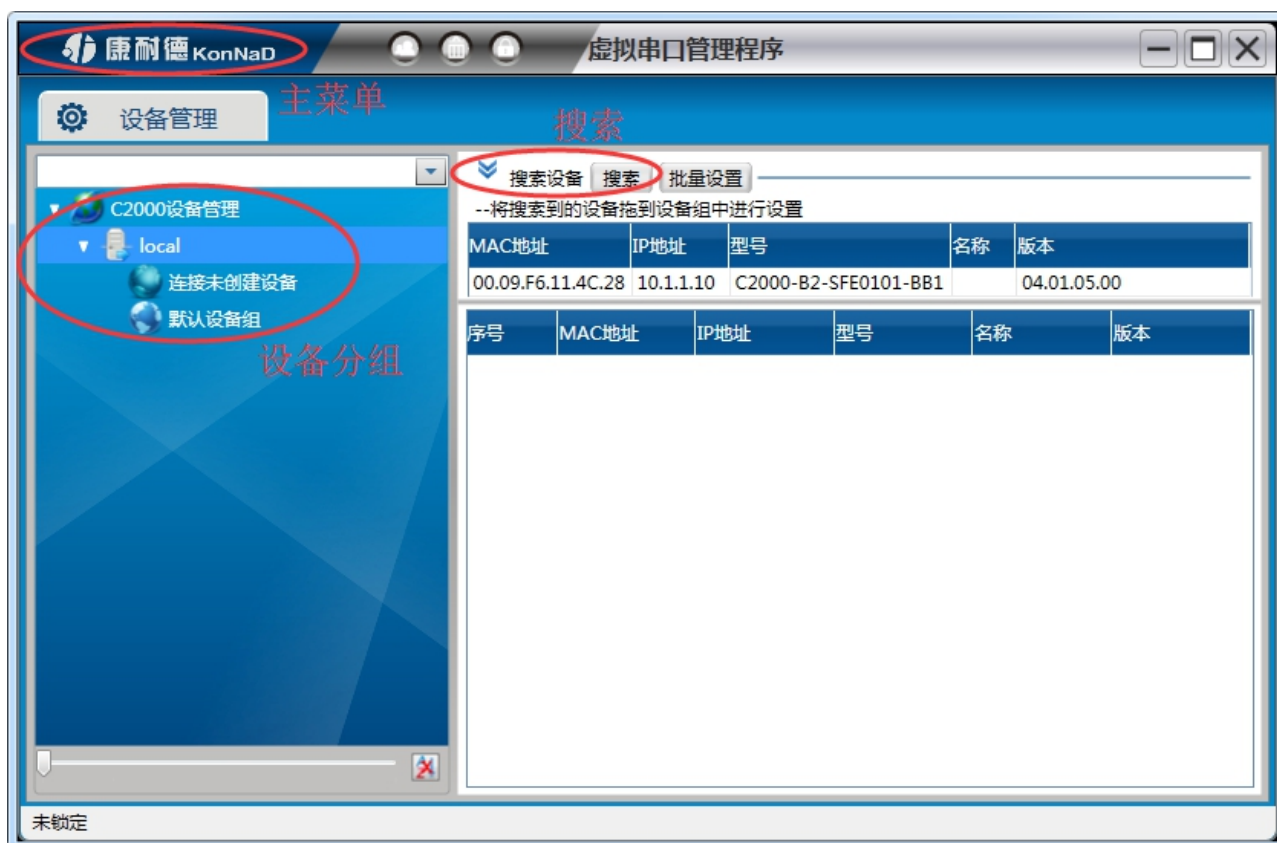 康耐德 KonNaD
虚拟串口管理程序
设备管理
主菜单
搜索
搜索设备 搜索 批量设置
--将搜索到的设备拖到设备组中进行设置
C2000设备管理
local
连接未创建设备
默认设备组
设备分组
MAC地址 IP地址 型号 名称 版本
00.09.F6.11.4C.28 10.1.1.10 C2000-B2-SFE0101-BB1 04.01.05.00
序号 MAC地址 IP地址 型号 名称 版本
未锁定